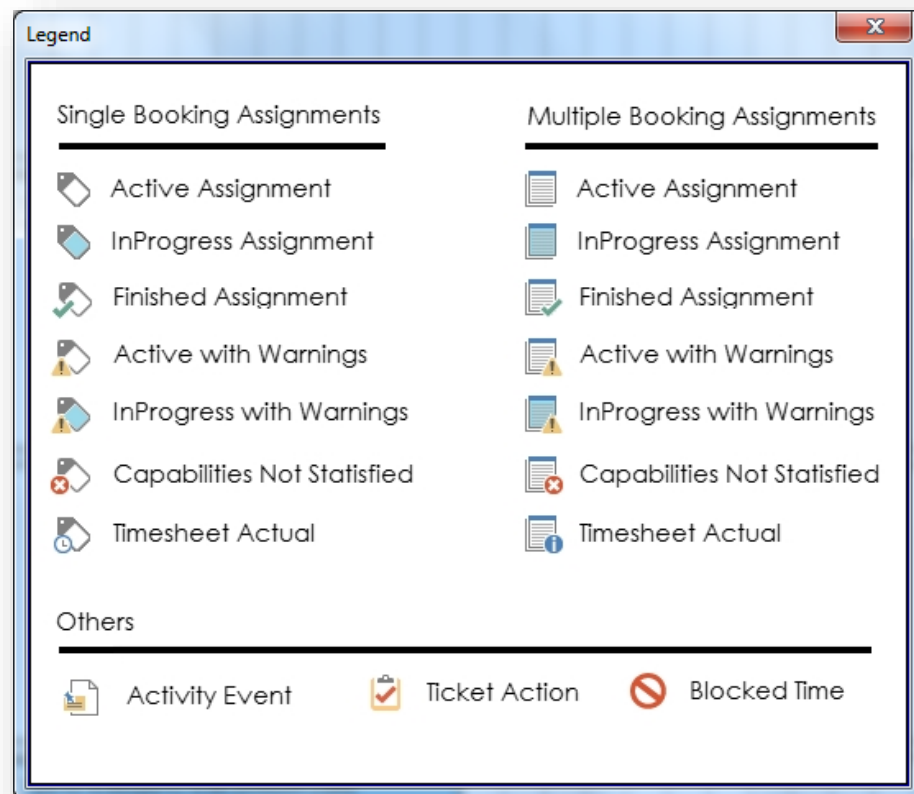 Legend
Single Booking Assignments
Active Assignment
InProgress Assignment
Finished Assignment
Active with Warnings
InProgress with Warnings
Capabilities Not Statisfied
Timesheet Actual
Multiple Booking Assignments
Active Assignment
InProgress Assignment
Finished Assignment
Active with Warnings
InProgress with Warnings
Capabilities Not Statisfied
Timesheet Actual
Others
Activity Event
Ticket Action
Blocked Time